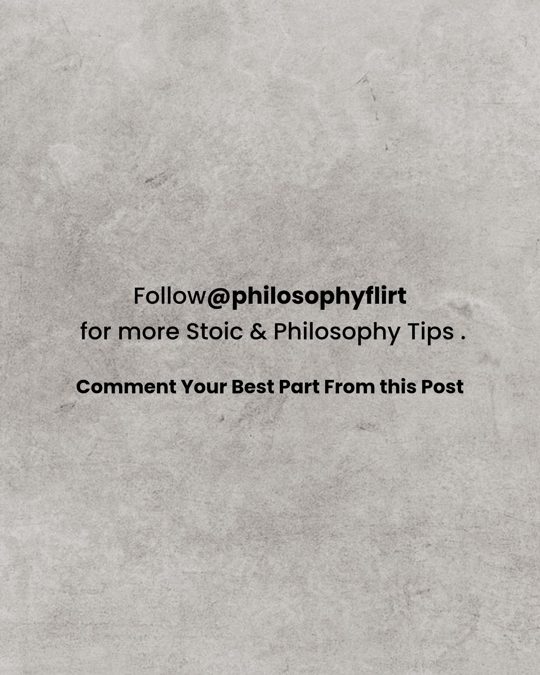 Follow@philosophyflirt
for more Stoic & Philosophy Tips .
Comment Your Best Part From this Post